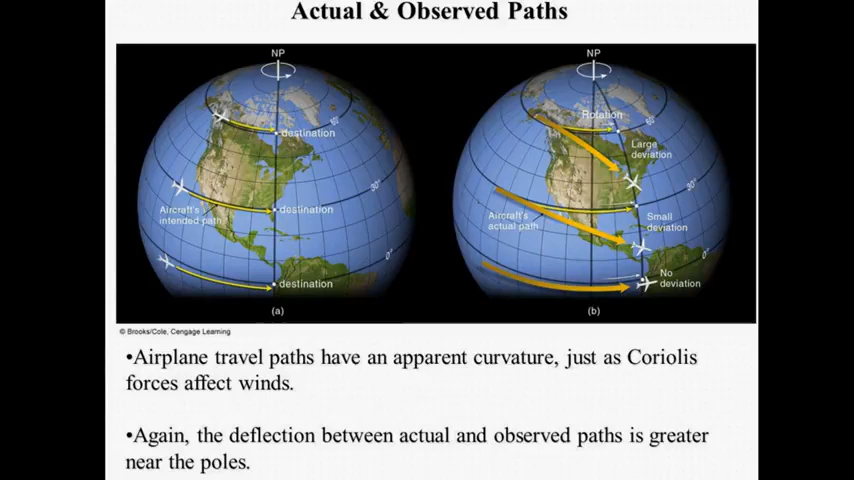 Actual & Observed Paths
NP
destination
60
Aircraft's
intended path
destination
30°
0°
destination
(a)
NP
Rotation
60
Large
deviation
30°
Aircraft's
actual path
Small
deviation
0°
No
deviation
(b)
© Brooks/Cole, Cengage Learning
•Airplane travel paths have an apparent curvature, just as Coriolis
forces affect winds.
•Again, the deflection between actual and observed paths is greater
near the poles.